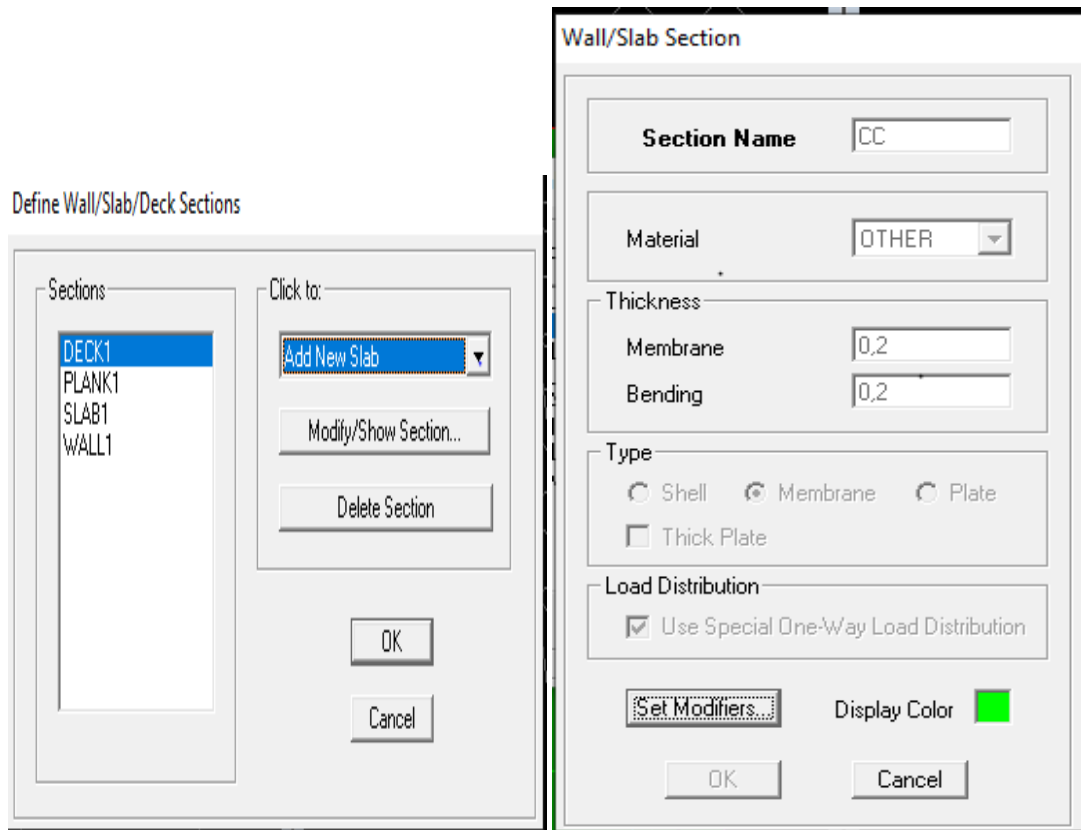 Define Wall/Slab/Deck Sections
Sections
DECK1
PLANK1
SLAB1
WALL1
Click to:
Add New Slab
Modify/Show Section...
Delete Section
OK
Cancel
Wall/Slab Section
Section Name CC
Material OTHER
Thickness
Membrane 0,2
Bending 0,2
Type
Shell Membrane Plate
Thick Plate
Load Distribution
Use Special One-Way Load Distribution
Set Modifiers... Display Color
OK Cancel